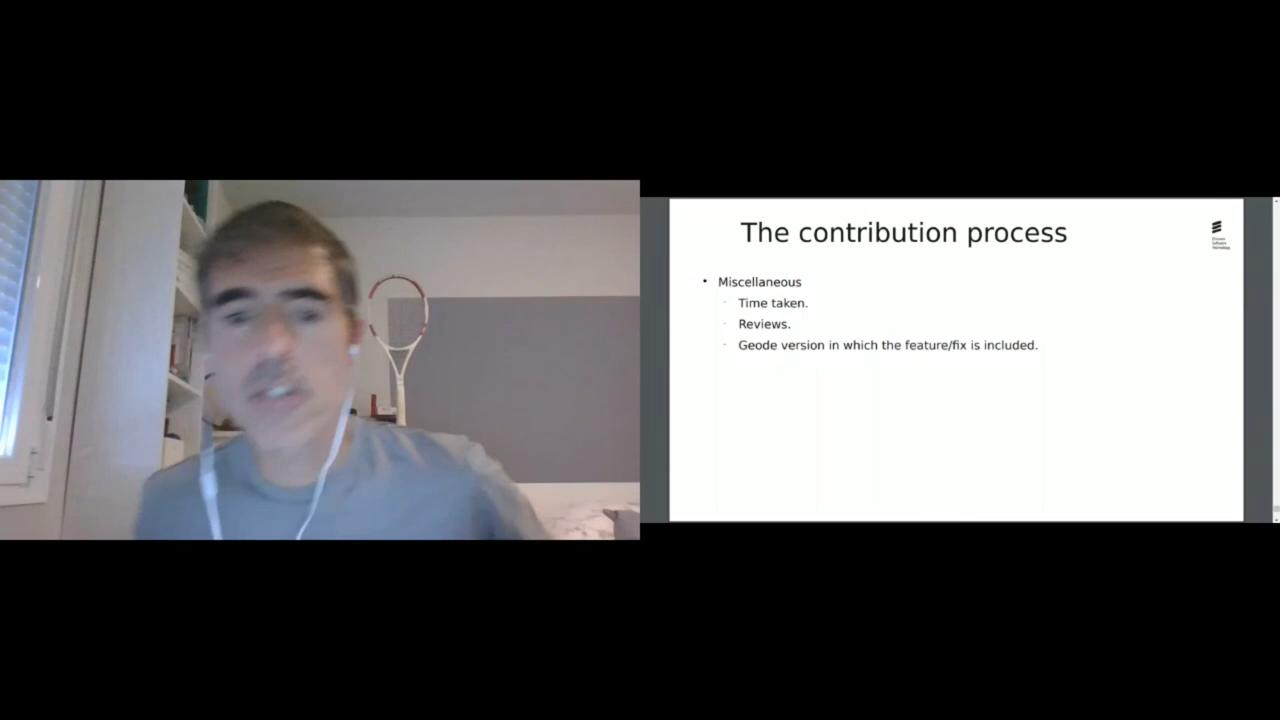 The contribution process
• Miscellaneous
- Time taken.
- Reviews.
- Geode version in which the feature/fix is included.